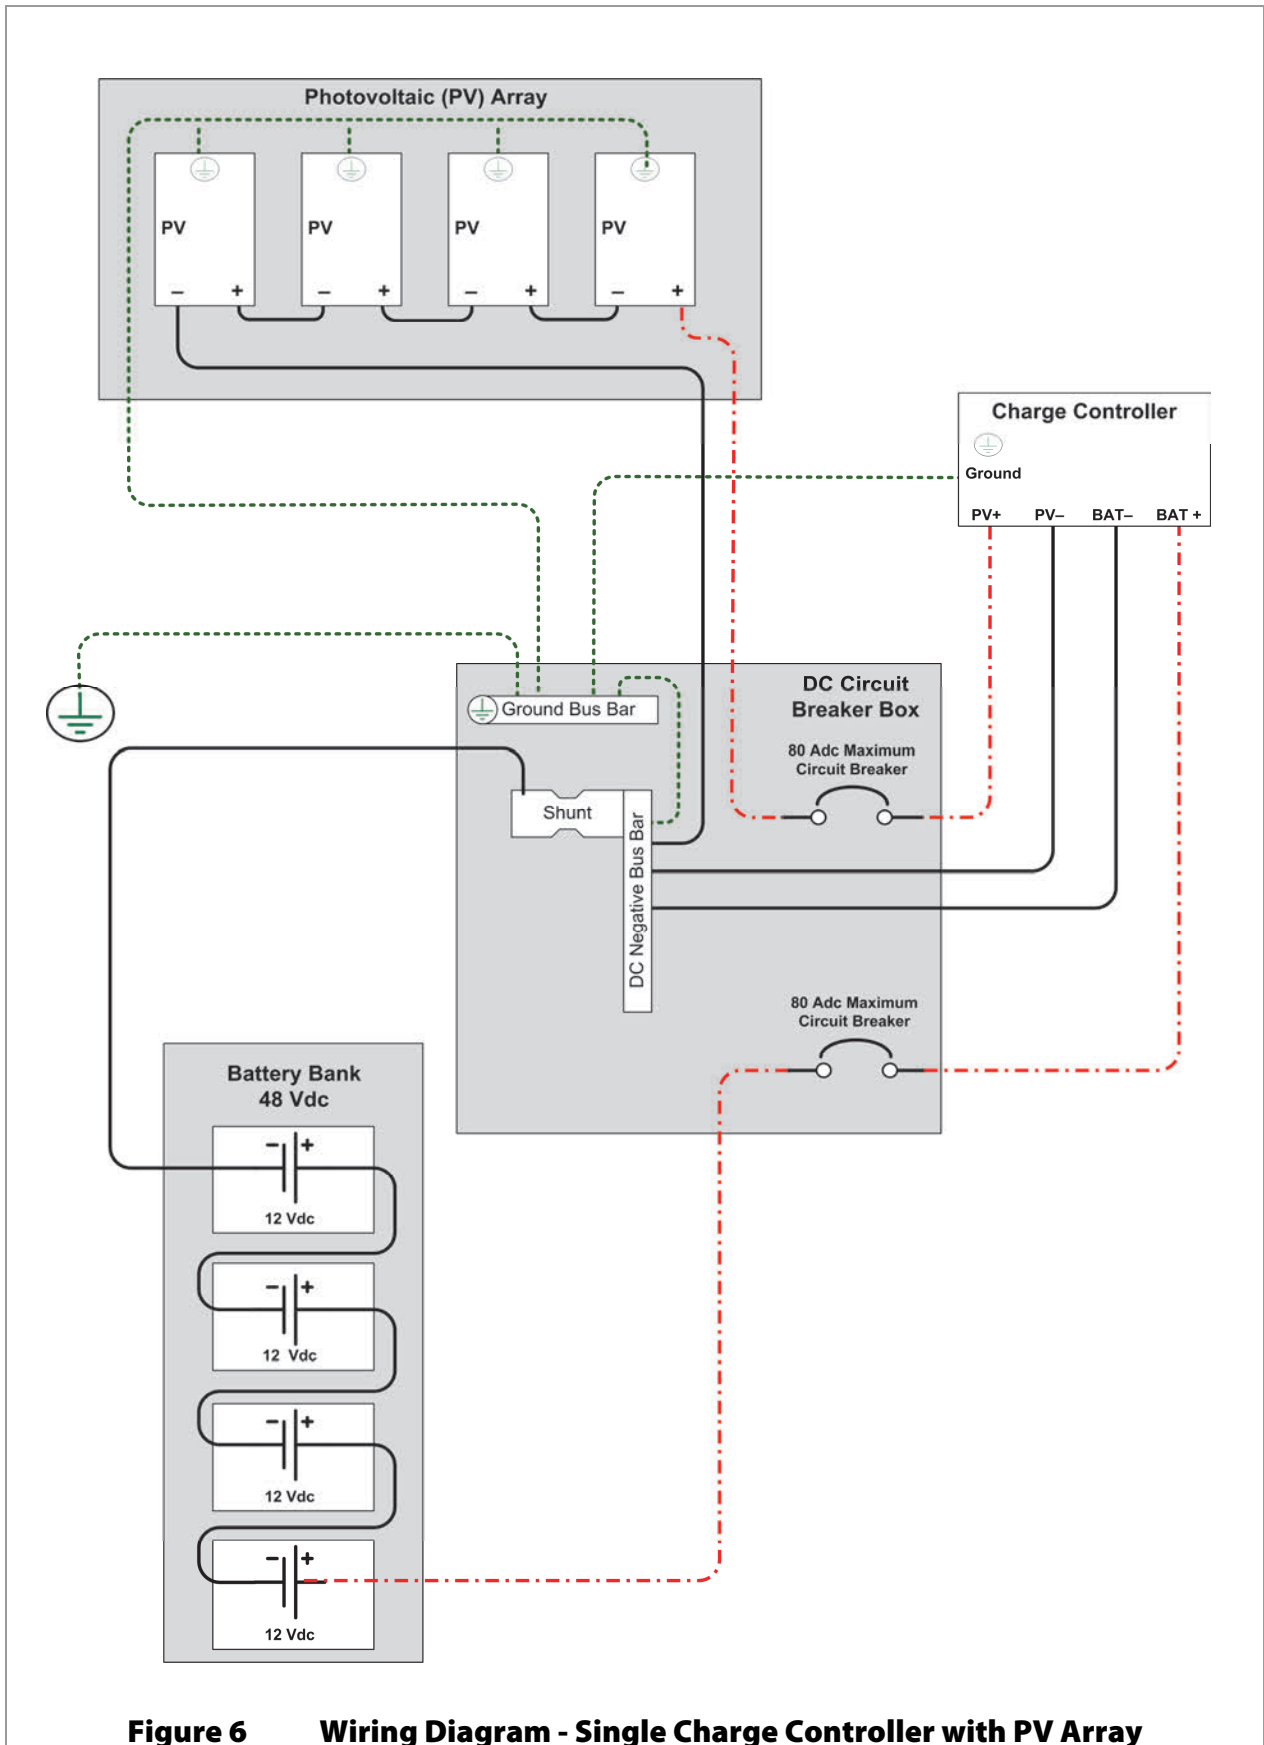 Photovoltaic (PV) Array
PV PV PV PV
– + – + – + – +
Charge Controller
Ground
PV+ PV– BAT– BAT +
DC Circuit
Breaker Box
Ground Bus Bar
80 Adc Maximum
Circuit Breaker
Shunt
DC Negative Bus Bar
80 Adc Maximum
Circuit Breaker
Battery Bank
48 Vdc
– +
12 Vdc
– +
12 Vdc
– +
12 Vdc
– +
12 Vdc
Figure 6 Wiring Diagram - Single Charge Controller with PV Array